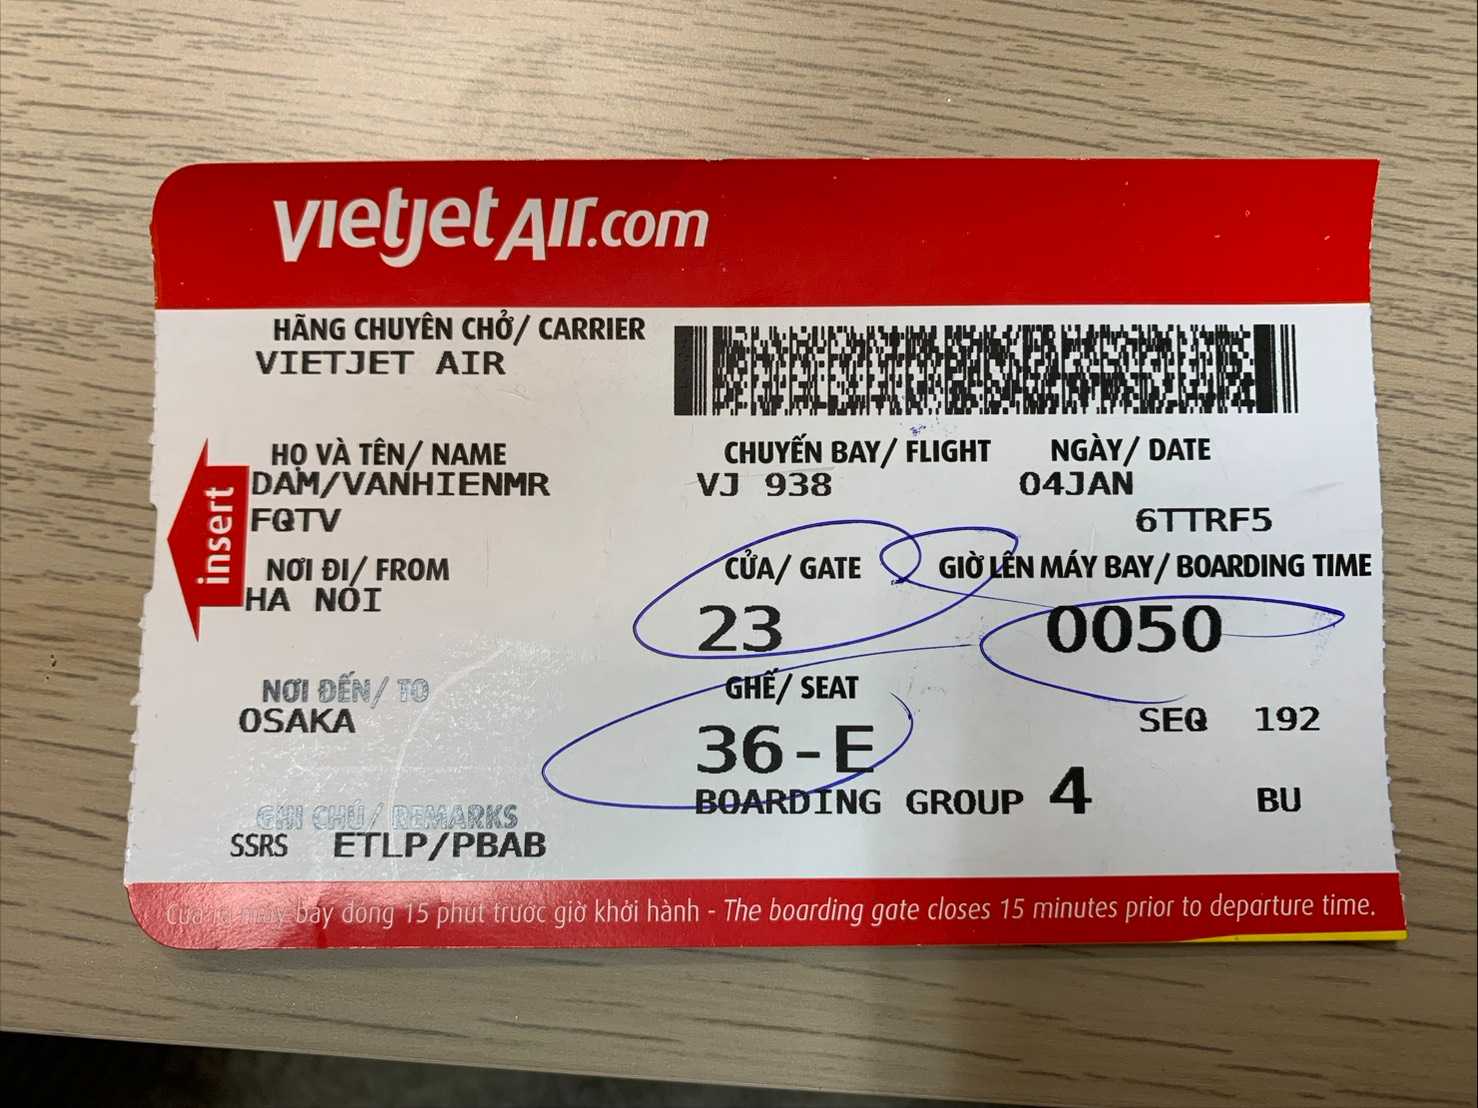 vietjetAir.com
HÃNG CHUYÊN CHỞ/ CARRIER
VIETJET AIR
HỌ VÀ TÊN/ NAME
DAM/VANHIENMR
FQTV
CHUYẾN BAY/ FLIGHT
VJ 938
NGÀY/ DATE
04JAN
6TTRF5
insert
NƠI ĐI/ FROM
HA NOI
CỬA/ GATE
23
GIỜ LÊN MÁY BAY/ BOARDING TIME
0050
NƠI ĐẾN/ TO
OSAKA
GHẾ/ SEAT
36-E
SEQ 192
BOARDING GROUP 4
BU
GHI CHÚ/ REMARKS
SSRS ETLP/PBAB
Cửa ra máy bay đóng 15 phút trước giờ khởi hành - The boarding gate closes 15 minutes prior to departure time.